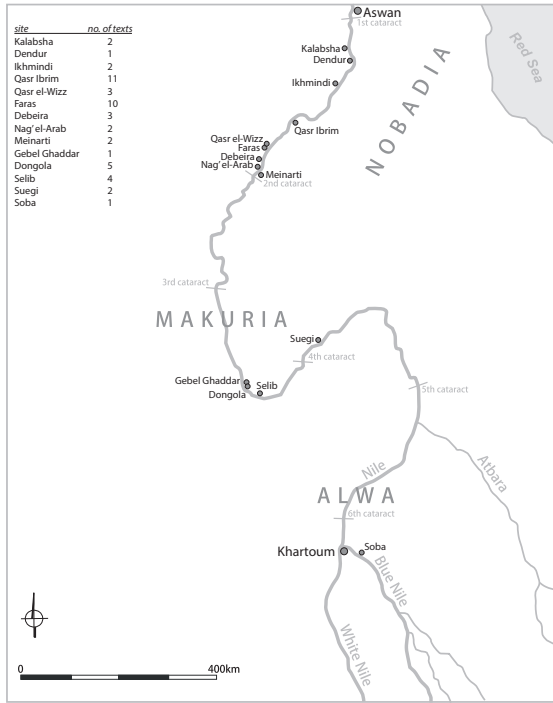 site no. of texts
Kalabsha 2
Dendur 1
Ikhmindi 2
Qasr Ibrim 11
Qasr el-Wizz 3
Faras 10
Debeira 3
Nag' el-Arab 2
Meinarti 2
Gebel Ghaddar 1
Dongola 5
Selib 4
Suegi 2
Soba 1
Aswan
1st cataract
Kalabsha
Dendur
Ikhmindi
Red Sea
NOBADIA
Qasr Ibrim
Qasr el-Wizz
Faras
Debeira
Nag' el-Arab
Meinarti
2nd cataract
3rd cataract
MAKURIA
Suegi
4th cataract
Gebel Ghaddar
Selib
Dongola
5th cataract
Nile
Atbara
ALWA
6th cataract
Khartoum
Soba
Blue Nile
White Nile
0 400km